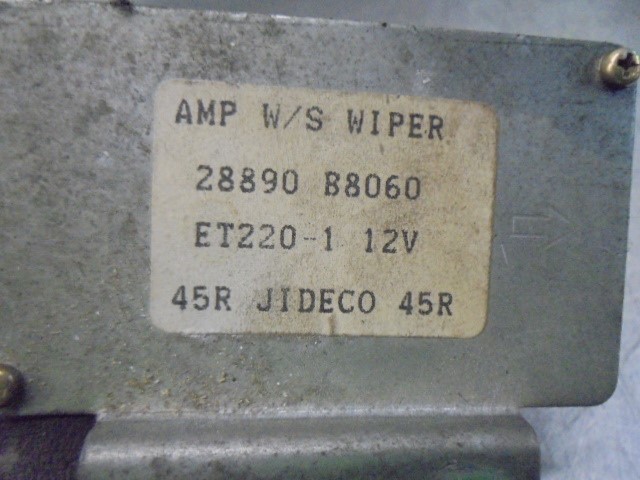 AMP W/S WIPER
28890 B8060
ET220-1 12V
45R JIDECO 45R